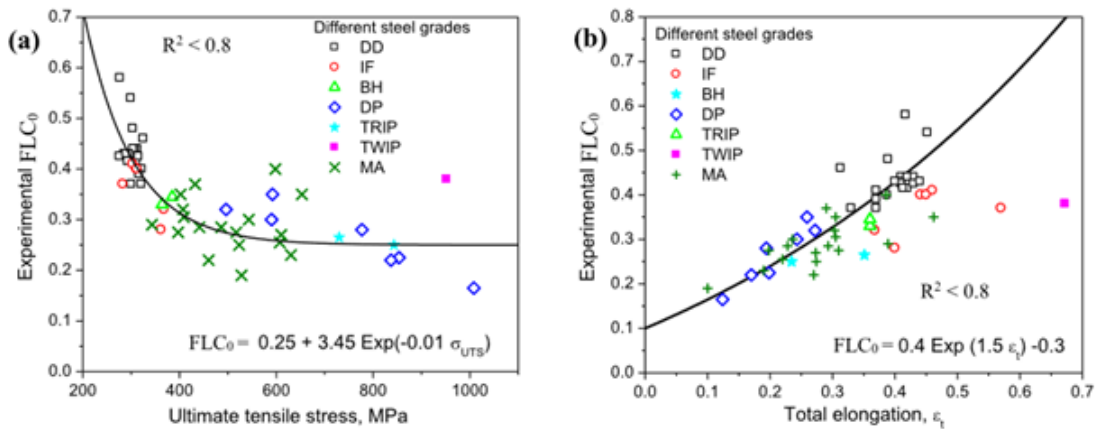 (a)
Different steel grades
R² < 0.8
DD
IF
BH
DP
TRIP
TWIP
MA
FLC₀ = 0.25 + 3.45 Exp(-0.01 σUTS)
Experimental FLC₀
0.7
0.6
0.5
0.4
0.3
0.2
0.1
0.0
200 300 400 500 600 700 800 900 1000 1100
Ultimate tensile stress, MPa
(b)
Different steel grades
DD
IF
BH
DP
TRIP
TWIP
MA
R² < 0.8
FLC₀ = 0.4 Exp (1.5 εt) -0.3
Experimental FLC₀
0.8
0.7
0.6
0.5
0.4
0.3
0.2
0.1
0.0
0.0 0.1 0.2 0.3 0.4 0.5 0.6 0.7
Total elongation, εt